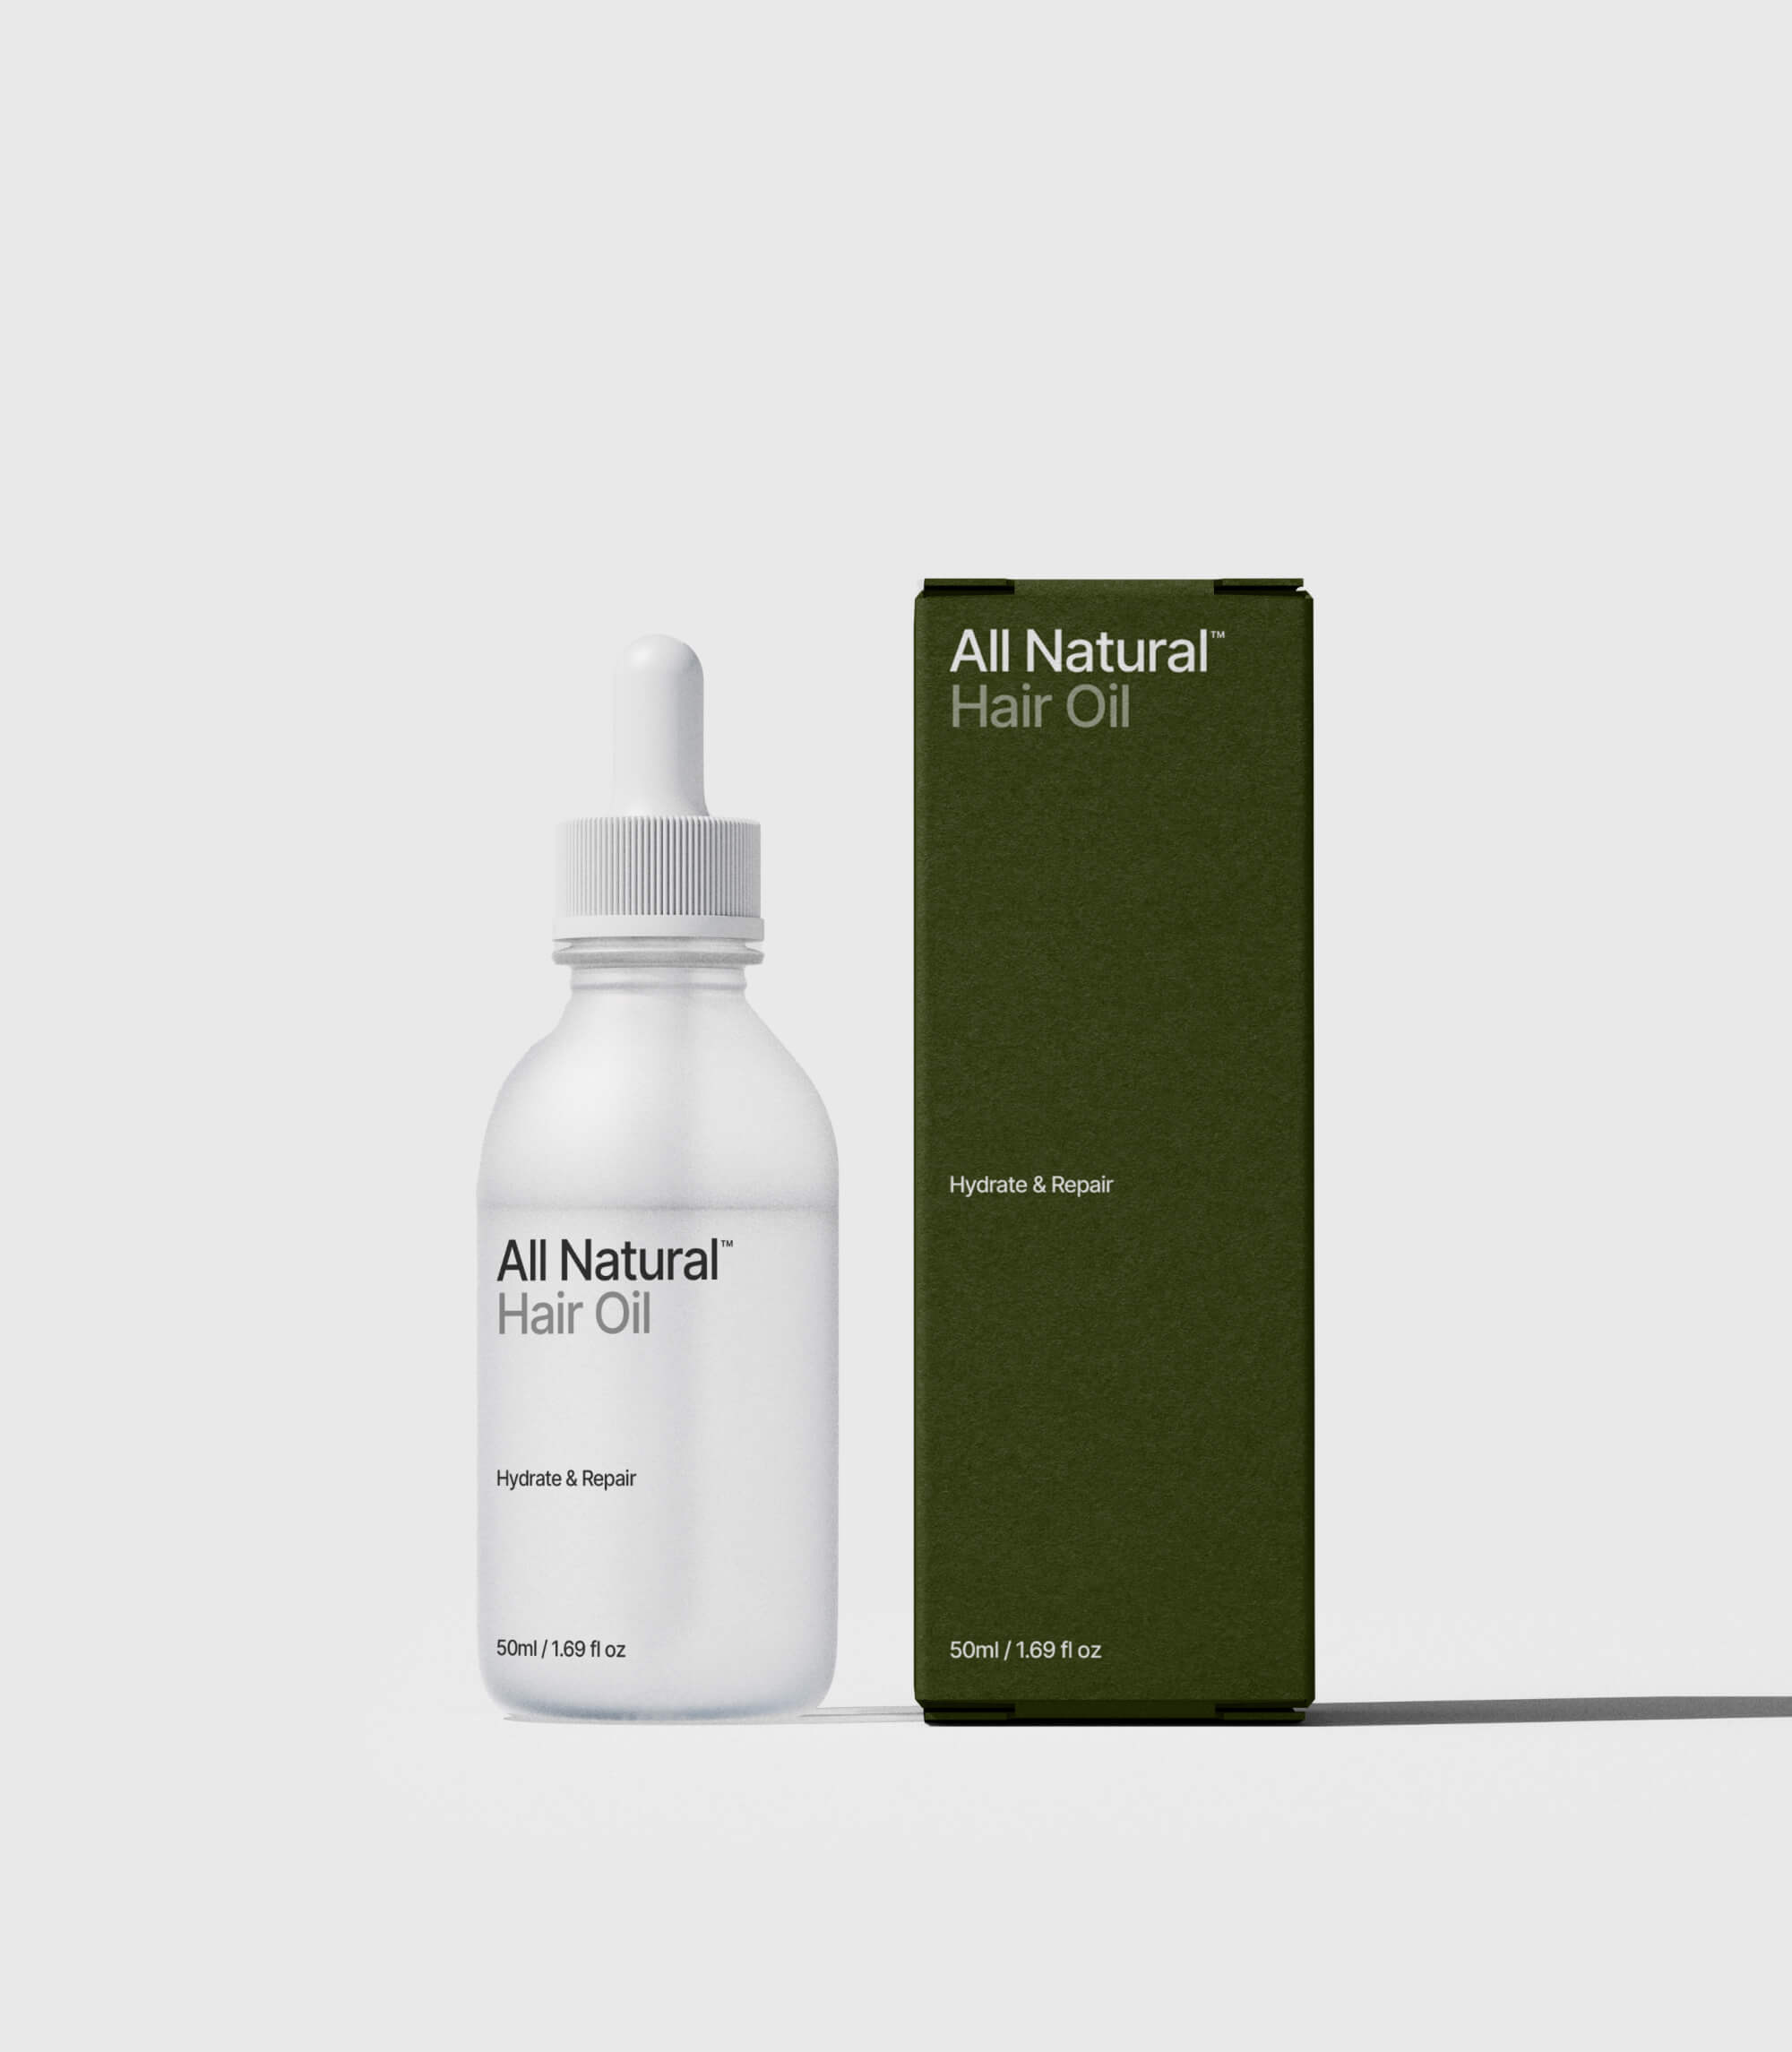 All Natural™
Hair Oil
Hydrate & Repair
50ml / 1.69 fl oz
All Natural™
Hair Oil
Hydrate & Repair
50ml / 1.69 fl oz